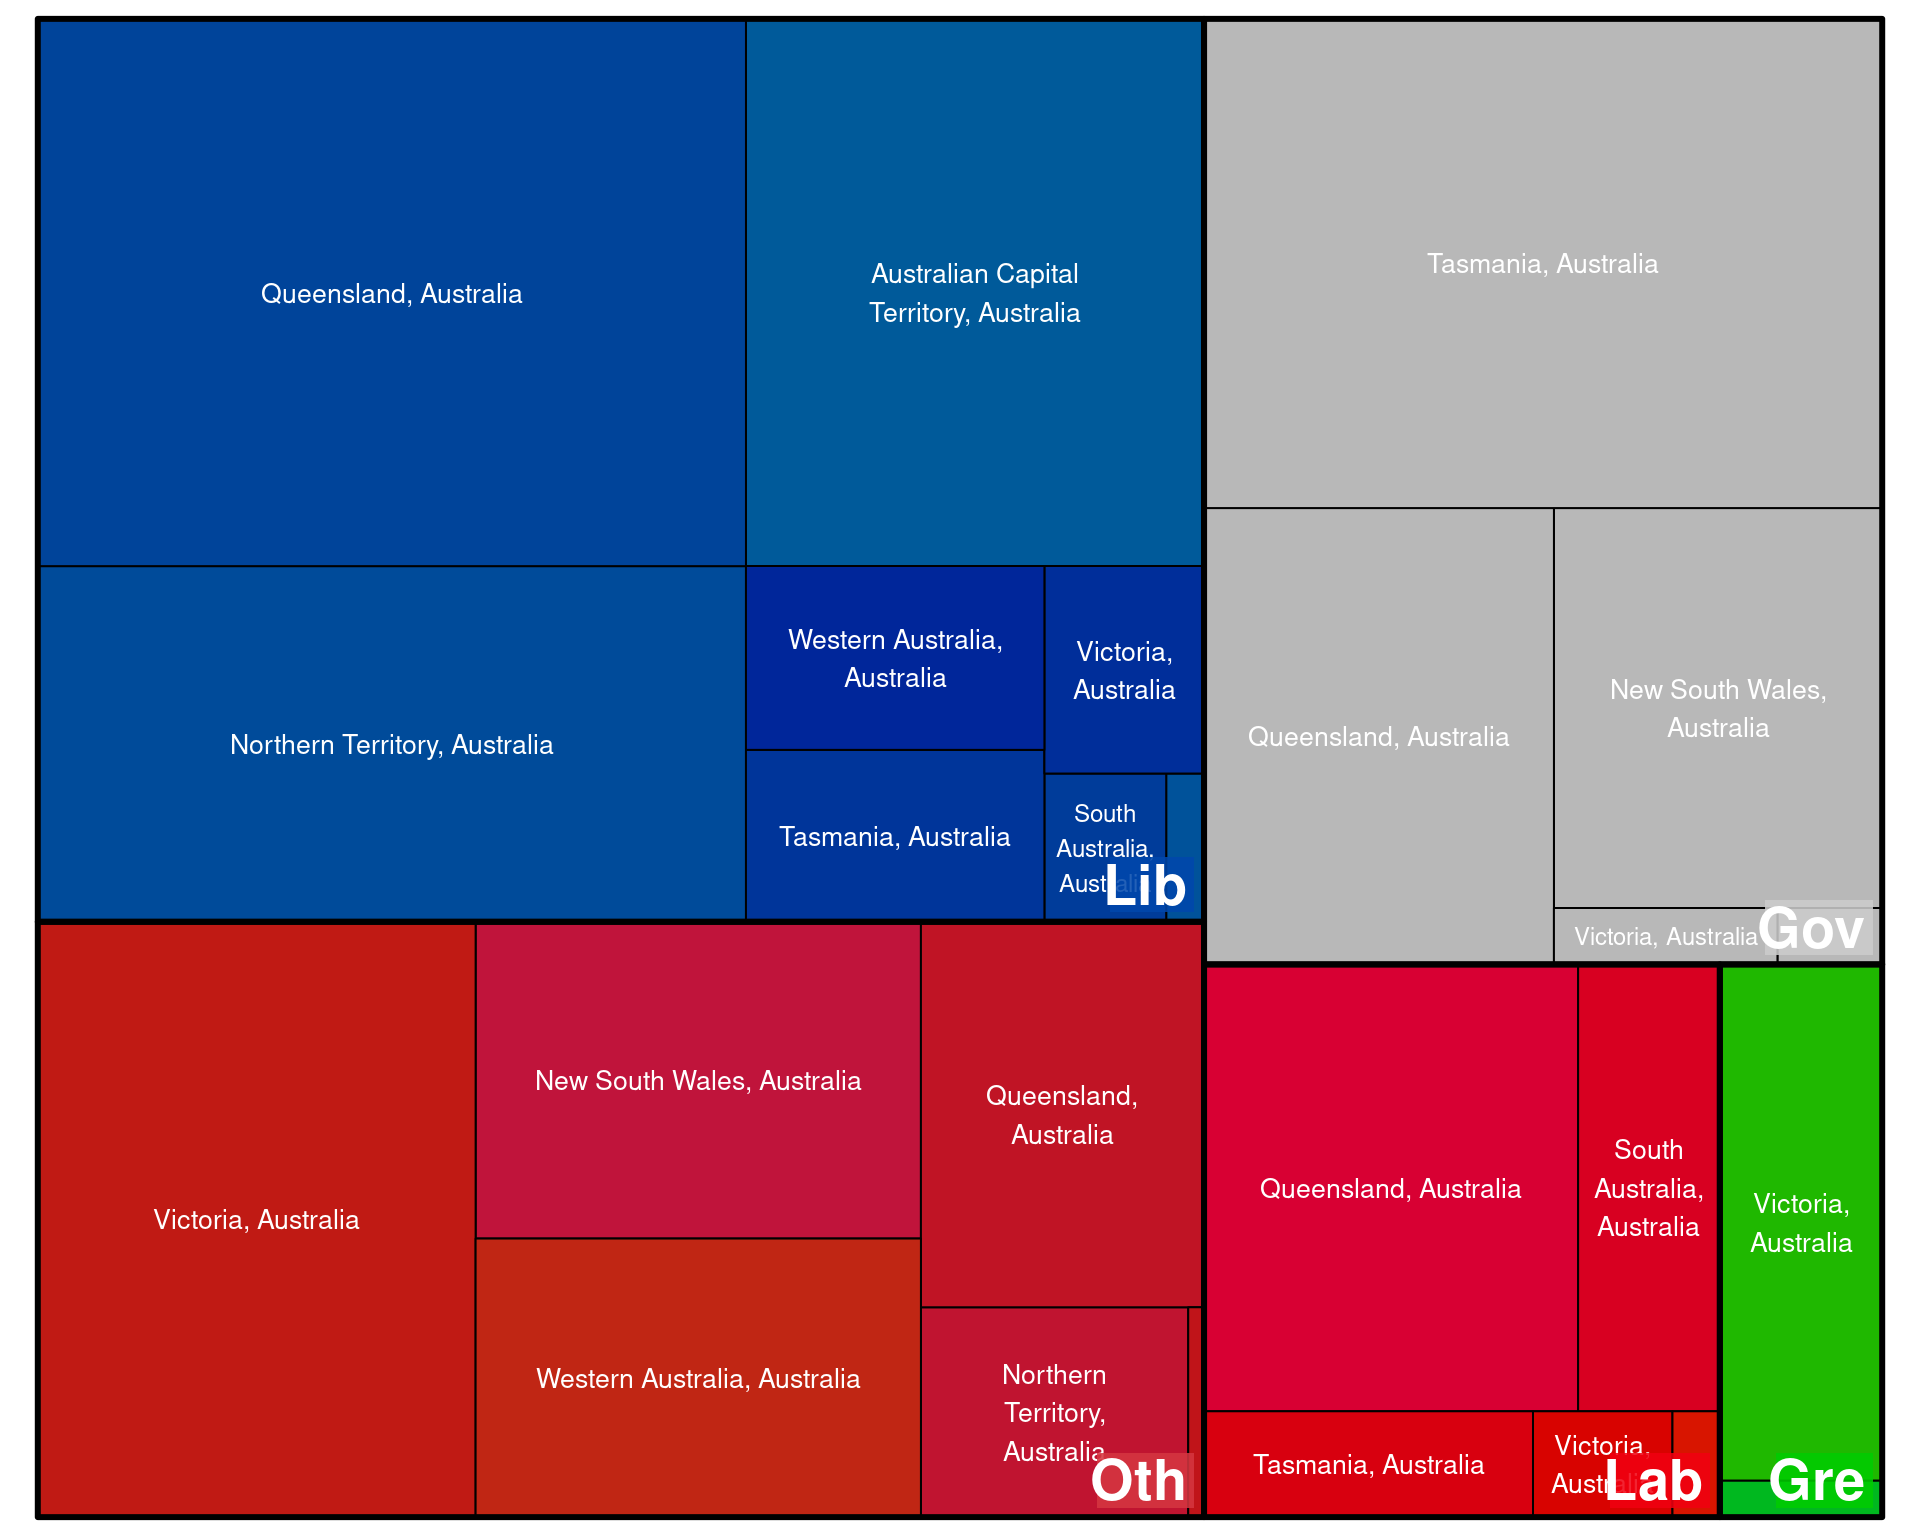 Queensland, Australia
Australian Capital
Territory, Australia
Northern Territory, Australia
Western Australia,
Australia
Victoria,
Australia
Tasmania, Australia
South
Australia,
Australia
Lib
Tasmania, Australia
Queensland, Australia
New South Wales,
Australia
Victoria, Australia
Gov
Victoria, Australia
New South Wales, Australia
Western Australia, Australia
Queensland,
Australia
Northern
Territory,
Australia
Oth
Queensland, Australia
South
Australia,
Australia
Tasmania, Australia
Victoria,
Australia
Lab
Victoria,
Australia
Gre